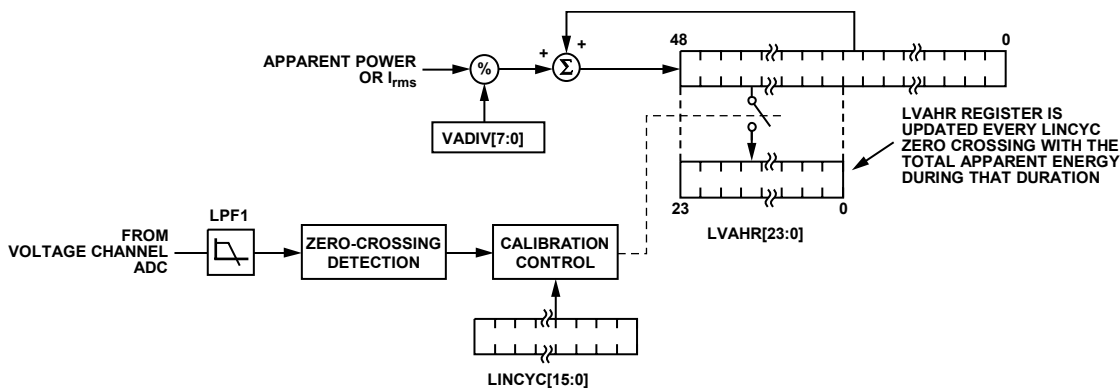 48
0
APPARENT POWER
OR Irms
%
+
+
Σ
VADIV[7:0]
LVAHR REGISTER IS
UPDATED EVERY LINCYC
ZERO CROSSING WITH THE
TOTAL APPARENT ENERGY
DURING THAT DURATION
23
0
LVAHR[23:0]
LPF1
FROM
VOLTAGE CHANNEL
ADC
ZERO-CROSSING
DETECTION
CALIBRATION
CONTROL
LINCYC[15:0]